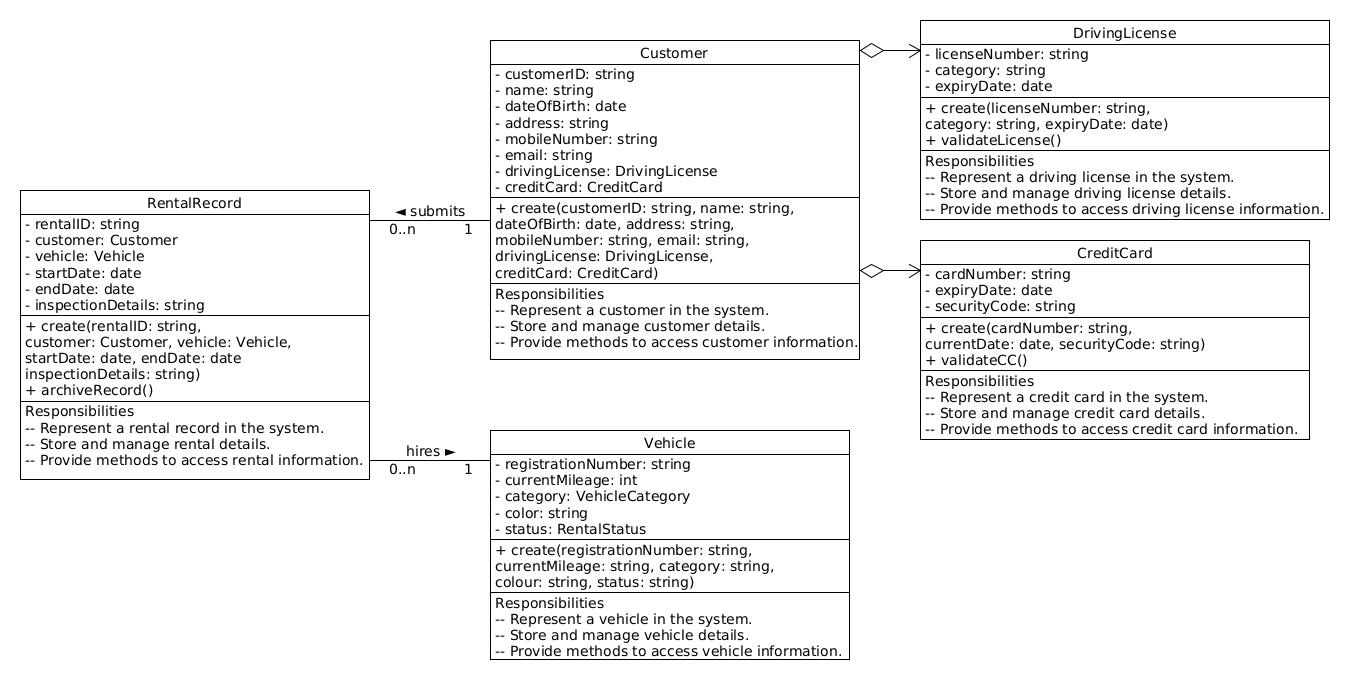 RentalRecord
- rentalID: string
- customer: Customer
- vehicle: Vehicle
- startDate: date
- endDate: date
- inspectionDetails: string
+ create(rentalID: string,
customer: Customer, vehicle: Vehicle,
startDate: date, endDate: date
inspectionDetails: string)
+ archiveRecord()
Responsibilities
-- Represent a rental record in the system.
-- Store and manage rental details.
-- Provide methods to access rental information.
◄ submits
0..n 1
hires ►
0..n 1
Customer
- customerID: string
- name: string
- dateOfBirth: date
- address: string
- mobileNumber: string
- email: string
- drivingLicense: DrivingLicense
- creditCard: CreditCard
+ create(customerID: string, name: string,
dateOfBirth: date, address: string,
mobileNumber: string, email: string,
drivingLicense: DrivingLicense,
creditCard: CreditCard)
Responsibilities
-- Represent a customer in the system.
-- Store and manage customer details.
-- Provide methods to access customer information.
Vehicle
- registrationNumber: string
- currentMileage: int
- category: VehicleCategory
- color: string
- status: RentalStatus
+ create(registrationNumber: string,
currentMileage: string, category: string,
colour: string, status: string)
Responsibilities
-- Represent a vehicle in the system.
-- Store and manage vehicle details.
-- Provide methods to access vehicle information.
DrivingLicense
- licenseNumber: string
- category: string
- expiryDate: date
+ create(licenseNumber: string,
category: string, expiryDate: date)
+ validateLicense()
Responsibilities
-- Represent a driving license in the system.
-- Store and manage driving license details.
-- Provide methods to access driving license information.
CreditCard
- cardNumber: string
- expiryDate: date
- securityCode: string
+ create(cardNumber: string,
currentDate: date, securityCode: string)
+ validateCC()
Responsibilities
-- Represent a credit card in the system.
-- Store and manage credit card details.
-- Provide methods to access credit card information.